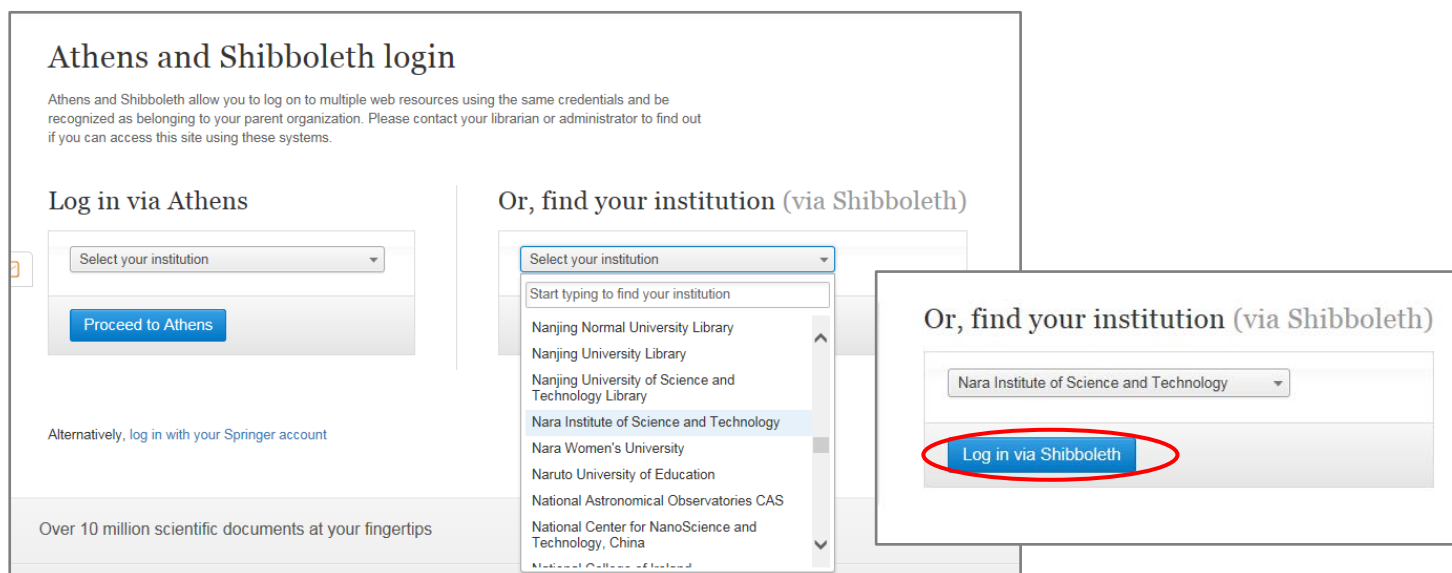 Athens and Shibboleth login
Athens and Shibboleth allow you to log on to multiple web resources using the same credentials and be
recognized as belonging to your parent organization. Please contact your librarian or administrator to find out
if you can access this site using these systems.
Log in via Athens
Select your institution
Proceed to Athens
Alternatively, log in with your Springer account
Or, find your institution (via Shibboleth)
Select your institution
Start typing to find your institution
Nanjing Normal University Library
Nanjing University Library
Nanjing University of Science and
Technology Library
Nara Institute of Science and Technology
Nara Women's University
Naruto University of Education
National Astronomical Observatories CAS
National Center for NanoScience and
Technology, China
National College of Ireland
Over 10 million scientific documents at your fingertips
Or, find your institution (via Shibboleth)
Nara Institute of Science and Technology
Log in via Shibboleth